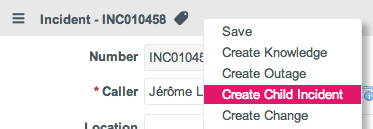 Incident - INC010458
Save
Number INC01045
Create Knowledge
Create Outage
* Caller Jérôme L
Create Child Incident
Create Change
Location